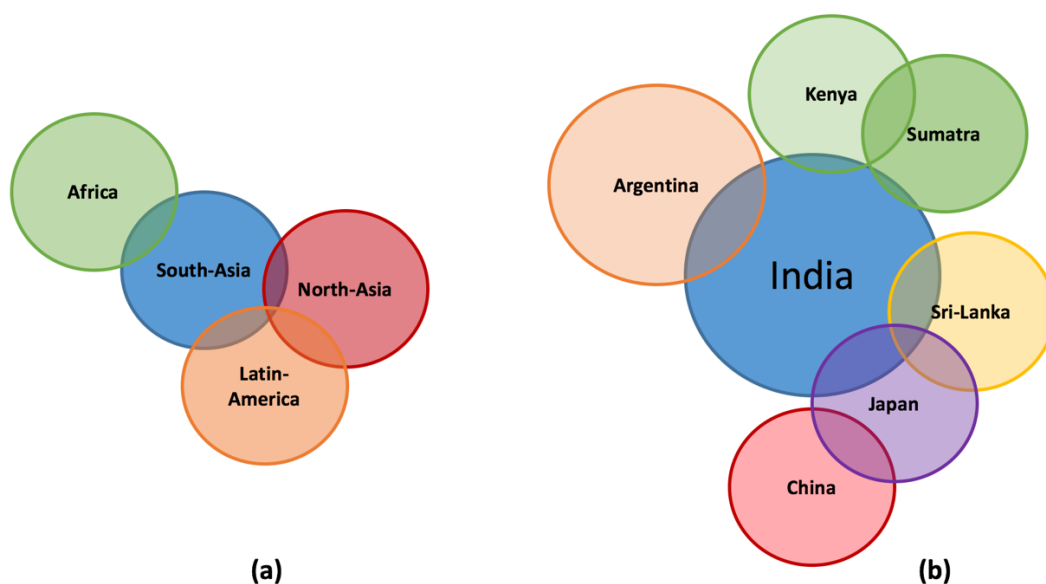 Africa
South-Asia
North-Asia
Latin-
America
(a)
Kenya
Sumatra
Argentina
India
Sri-Lanka
Japan
China
(b)